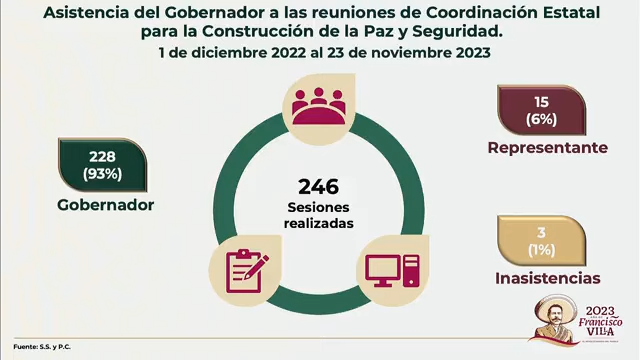 Asistencia del Gobernador a las reuniones de Coordinación Estatal
para la Construcción de la Paz y Seguridad.
1 de diciembre 2022 al 23 de noviembre 2023
228
(93%)
Gobernador
246
Sesiones
realizadas
15
(6%)
Representante
3
(1%)
Inasistencias
2023
Francisco
VILLA
Fuente: S.S. y P.C.